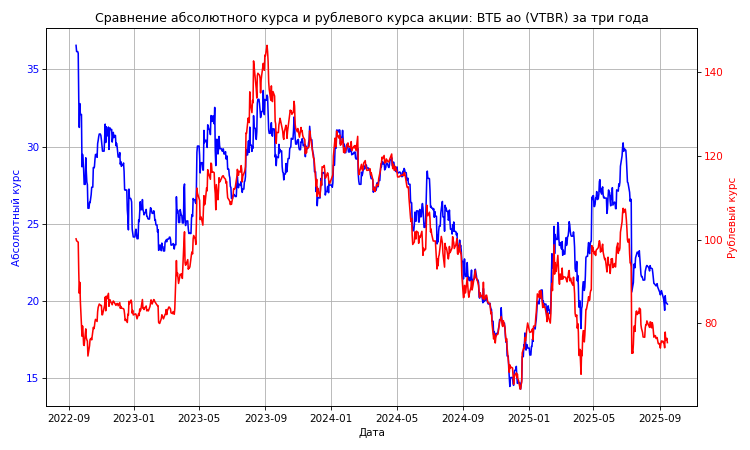 Сравнение абсолютного курса и рублевого курса акции: ВТБ ао (VTBR) за три года
35
30
25
20
15
Абсолютный курс
140
120
100
80
Рублевый курс
2022-09 2023-01 2023-05 2023-09 2024-01 2024-05 2024-09 2025-01 2025-05 2025-09
Дата